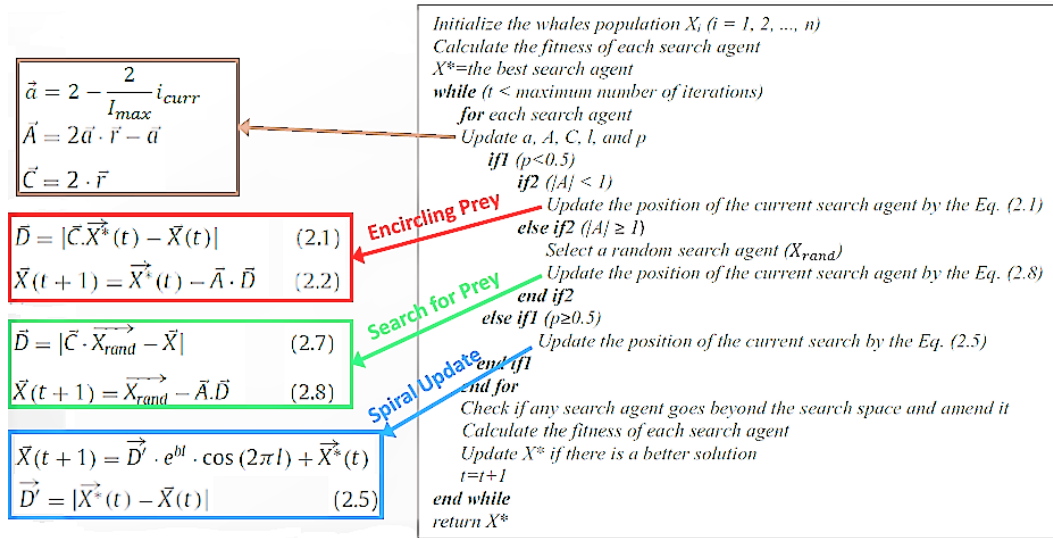 a⃗ = 2 − 2/I_max i_curr
A⃗ = 2a⃗ · r⃗ − a⃗
C⃗ = 2 · r⃗
D⃗ = |C⃗.X⃗*(t) − X⃗(t)| (2.1)
X⃗(t + 1) = X⃗*(t) − A⃗ · D⃗ (2.2)
D⃗ = |C⃗ · X⃗_rand − X⃗| (2.7)
X⃗(t + 1) = X⃗_rand − A⃗.D⃗ (2.8)
X⃗(t + 1) = D⃗′ · e^{bl} · cos (2πl) + X⃗*(t)
D⃗′ = |X⃗*(t) − X⃗(t)| (2.5)
Encircling Prey
Search for Prey
Spiral Update
Initialize the whales population X_i (i = 1, 2, ..., n)
Calculate the fitness of each search agent
X*=the best search agent
while (t < maximum number of iterations)
for each search agent
Update a, A, C, l, and p
if1 (p<0.5)
if2 (|A| < 1)
Update the position of the current search agent by the Eq. (2.1)
else if2 (|A| ≥ 1)
Select a random search agent (X_rand)
Update the position of the current search agent by the Eq. (2.8)
end if2
else if1 (p≥0.5)
Update the position of the current search by the Eq. (2.5)
end if1
end for
Check if any search agent goes beyond the search space and amend it
Calculate the fitness of each search agent
Update X* if there is a better solution
t=t+1
end while
return X*